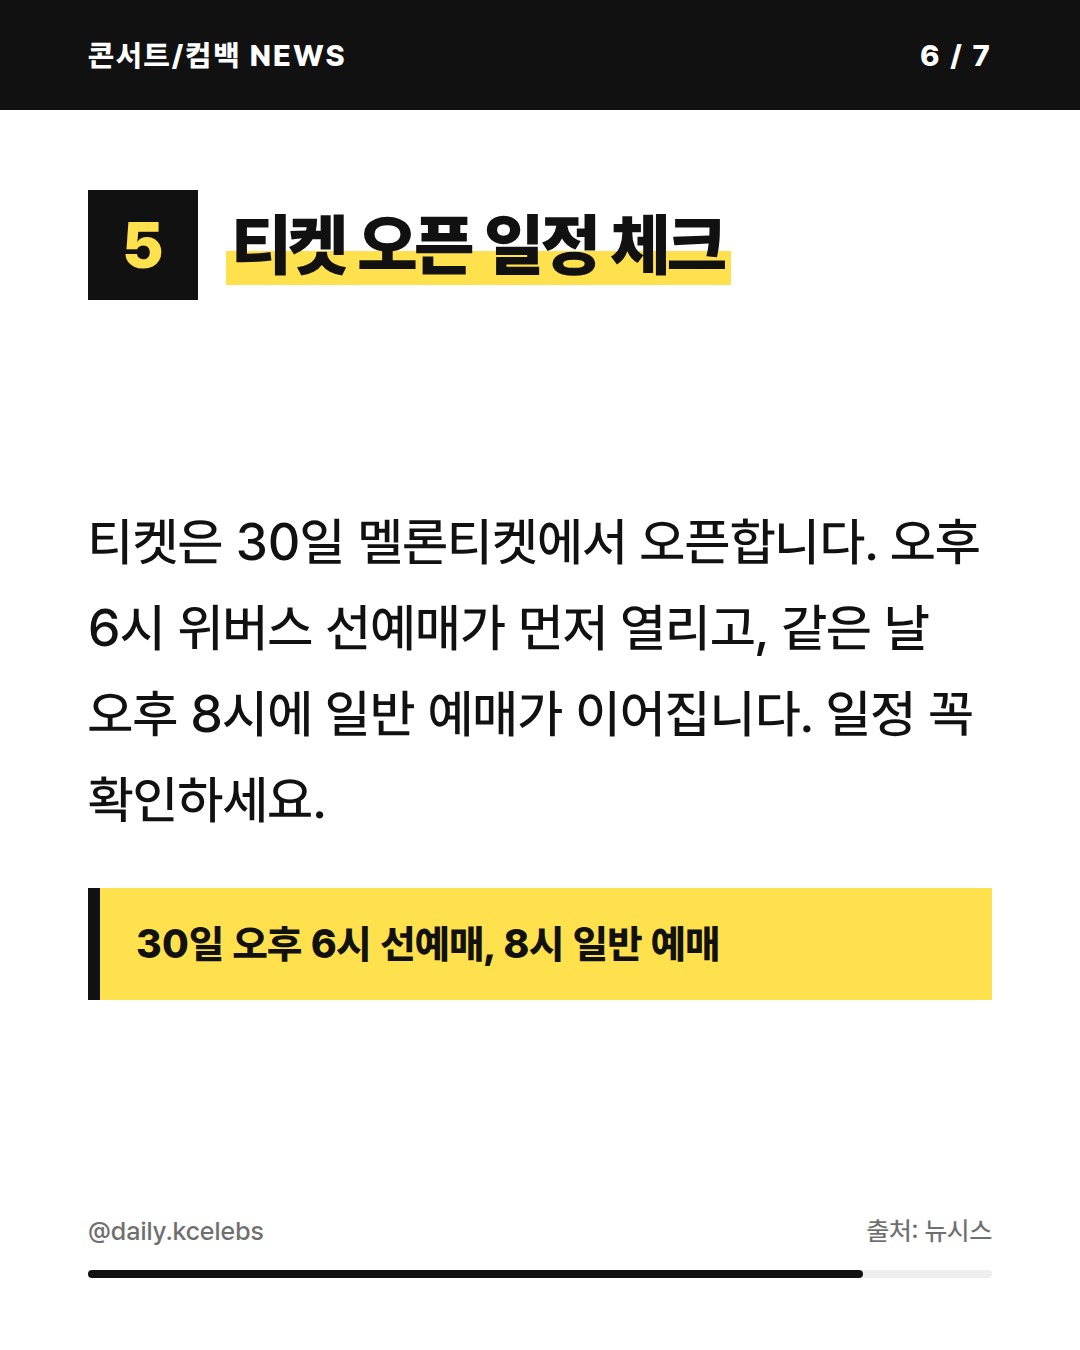 콘서트/컴백 NEWS
6 / 7
5
티켓 오픈 일정 체크
티켓은 30일 멜론티켓에서 오픈합니다. 오후
6시 위버스 선예매가 먼저 열리고, 같은 날
오후 8시에 일반 예매가 이어집니다. 일정 꼭
확인하세요.
30일 오후 6시 선예매, 8시 일반 예매
@daily.kcelebs
출처: 뉴시스